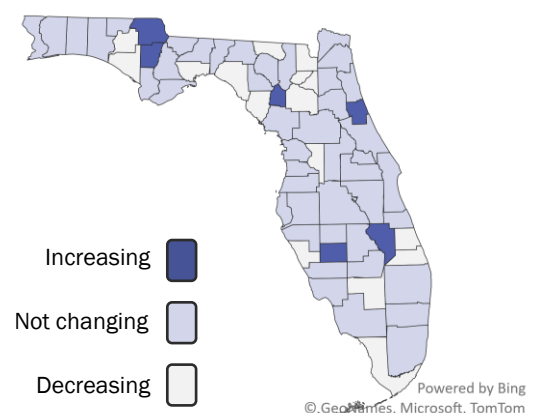 Increasing
Not changing
Decreasing
Powered by Bing
© GeoNames, Microsoft, TomTom